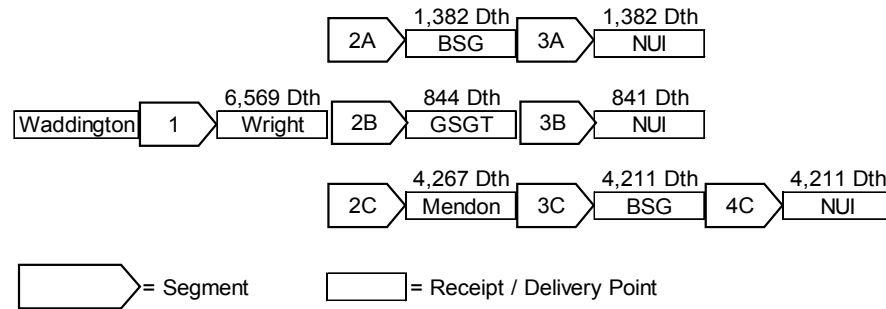 1,382 Dth 1,382 Dth
2A BSG 3A NUI
6,569 Dth 844 Dth 841 Dth
Waddington 1 Wright 2B GSGT 3B NUI
4,267 Dth 4,211 Dth 4,211 Dth
2C Mendon 3C BSG 4C NUI
= Segment = Receipt / Delivery Point